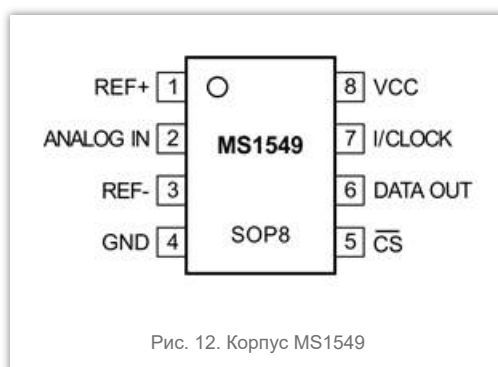 REF+ 1 8 VCC
ANALOG IN 2 MS1549 7 I/CLOCK
REF- 3 6 DATA OUT
GND 4 SOP8 5 C̅S̅
Рис. 12. Корпус MS1549